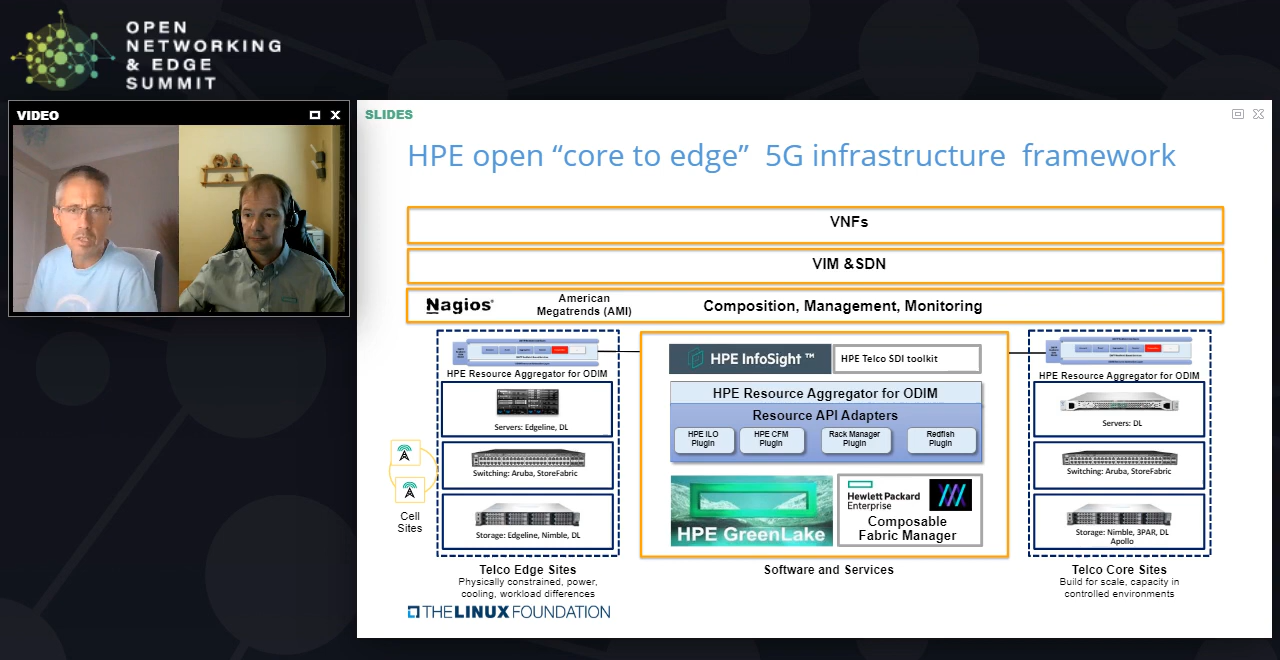 OPEN
NETWORKING
& EDGE
SUMMIT
VIDEO
X
SLIDES
HPE open “core to edge” 5G infrastructure framework
VNFs
VIM &SDN
Nagios®
American
Megatrends (AMI)
Composition, Management, Monitoring
HPE Resource Aggregator for ODIM
Servers: Edgeline, DL
Switching: Aruba, StoreFabric
Storage: Edgeline, Nimble, DL
Cell
Sites
Telco Edge Sites
Physically constrained, power,
cooling, workload differences
HPE InfoSight ™
HPE Telco SDI toolkit
HPE Resource Aggregator for ODIM
Resource API Adapters
HPE ILO
Plugin
HPE CFM
Plugin
Rack Manager
Plugin
Redfish
Plugin
HPE GreenLake
Hewlett Packard
Enterprise
Composable
Fabric Manager
Software and Services
HPE Resource Aggregator for ODIM
Servers: DL
Switching: Aruba, StoreFabric
Storage: Nimble, 3PAR, DL
Apollo
Telco Core Sites
Build for scale, capacity in
controlled environments
THE LINUX FOUNDATION